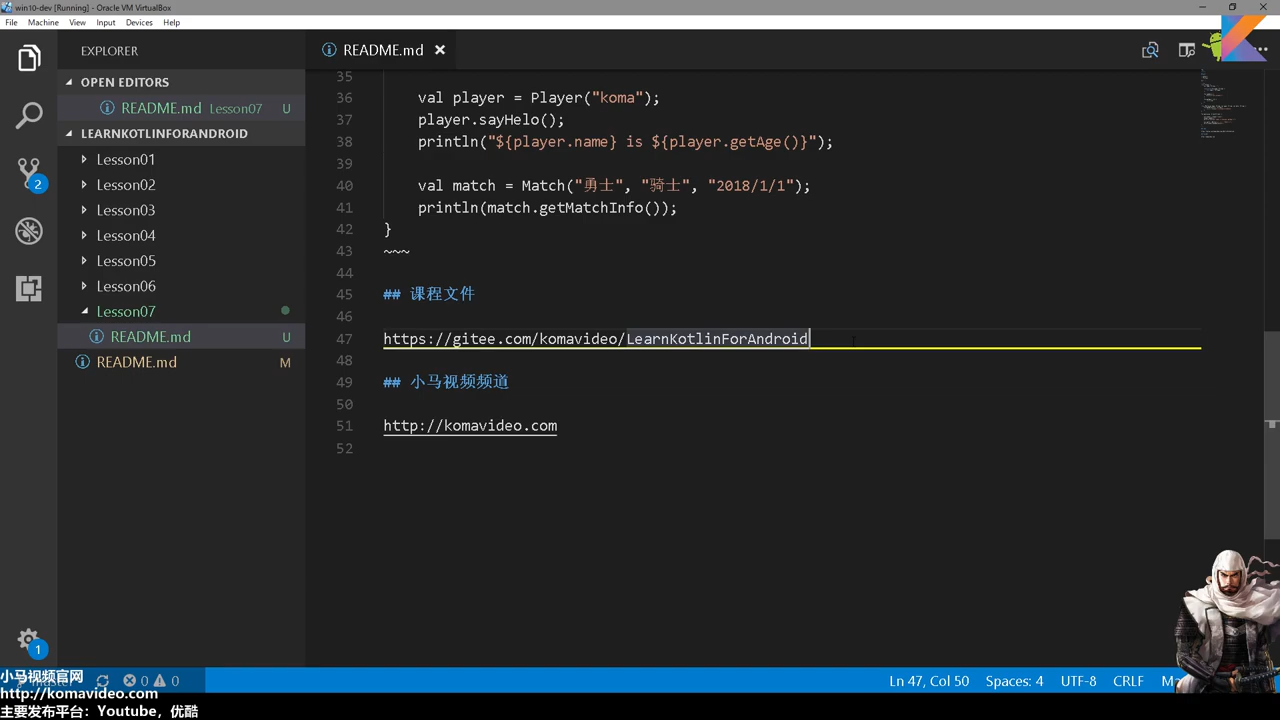 win10-dev [Running] - Oracle VM VirtualBox
File Machine View Input Devices Help
EXPLORER
OPEN EDITORS
README.md Lesson07 U
LEARNKOTLINFORANDROID
Lesson01
Lesson02
Lesson03
Lesson04
Lesson05
Lesson06
Lesson07
README.md U
README.md M
2
1
README.md
35
36 val player = Player("koma");
37 player.sayHelo();
38 println("${player.name} is ${player.getAge()}");
39
40 val match = Match("勇士", "骑士", "2018/1/1");
41 println(match.getMatchInfo());
42 }
43 ~~~
44
45 ## 课程文件
46
47 https://gitee.com/komavideo/LearnKotlinForAndroid
48
49 ## 小马视频频道
50
51 http://komavideo.com
52
0 0
Ln 47, Col 50 Spaces: 4 UTF-8 CRLF
小马视频官网
http://komavideo.com
主要发布平台：Youtube，优酷